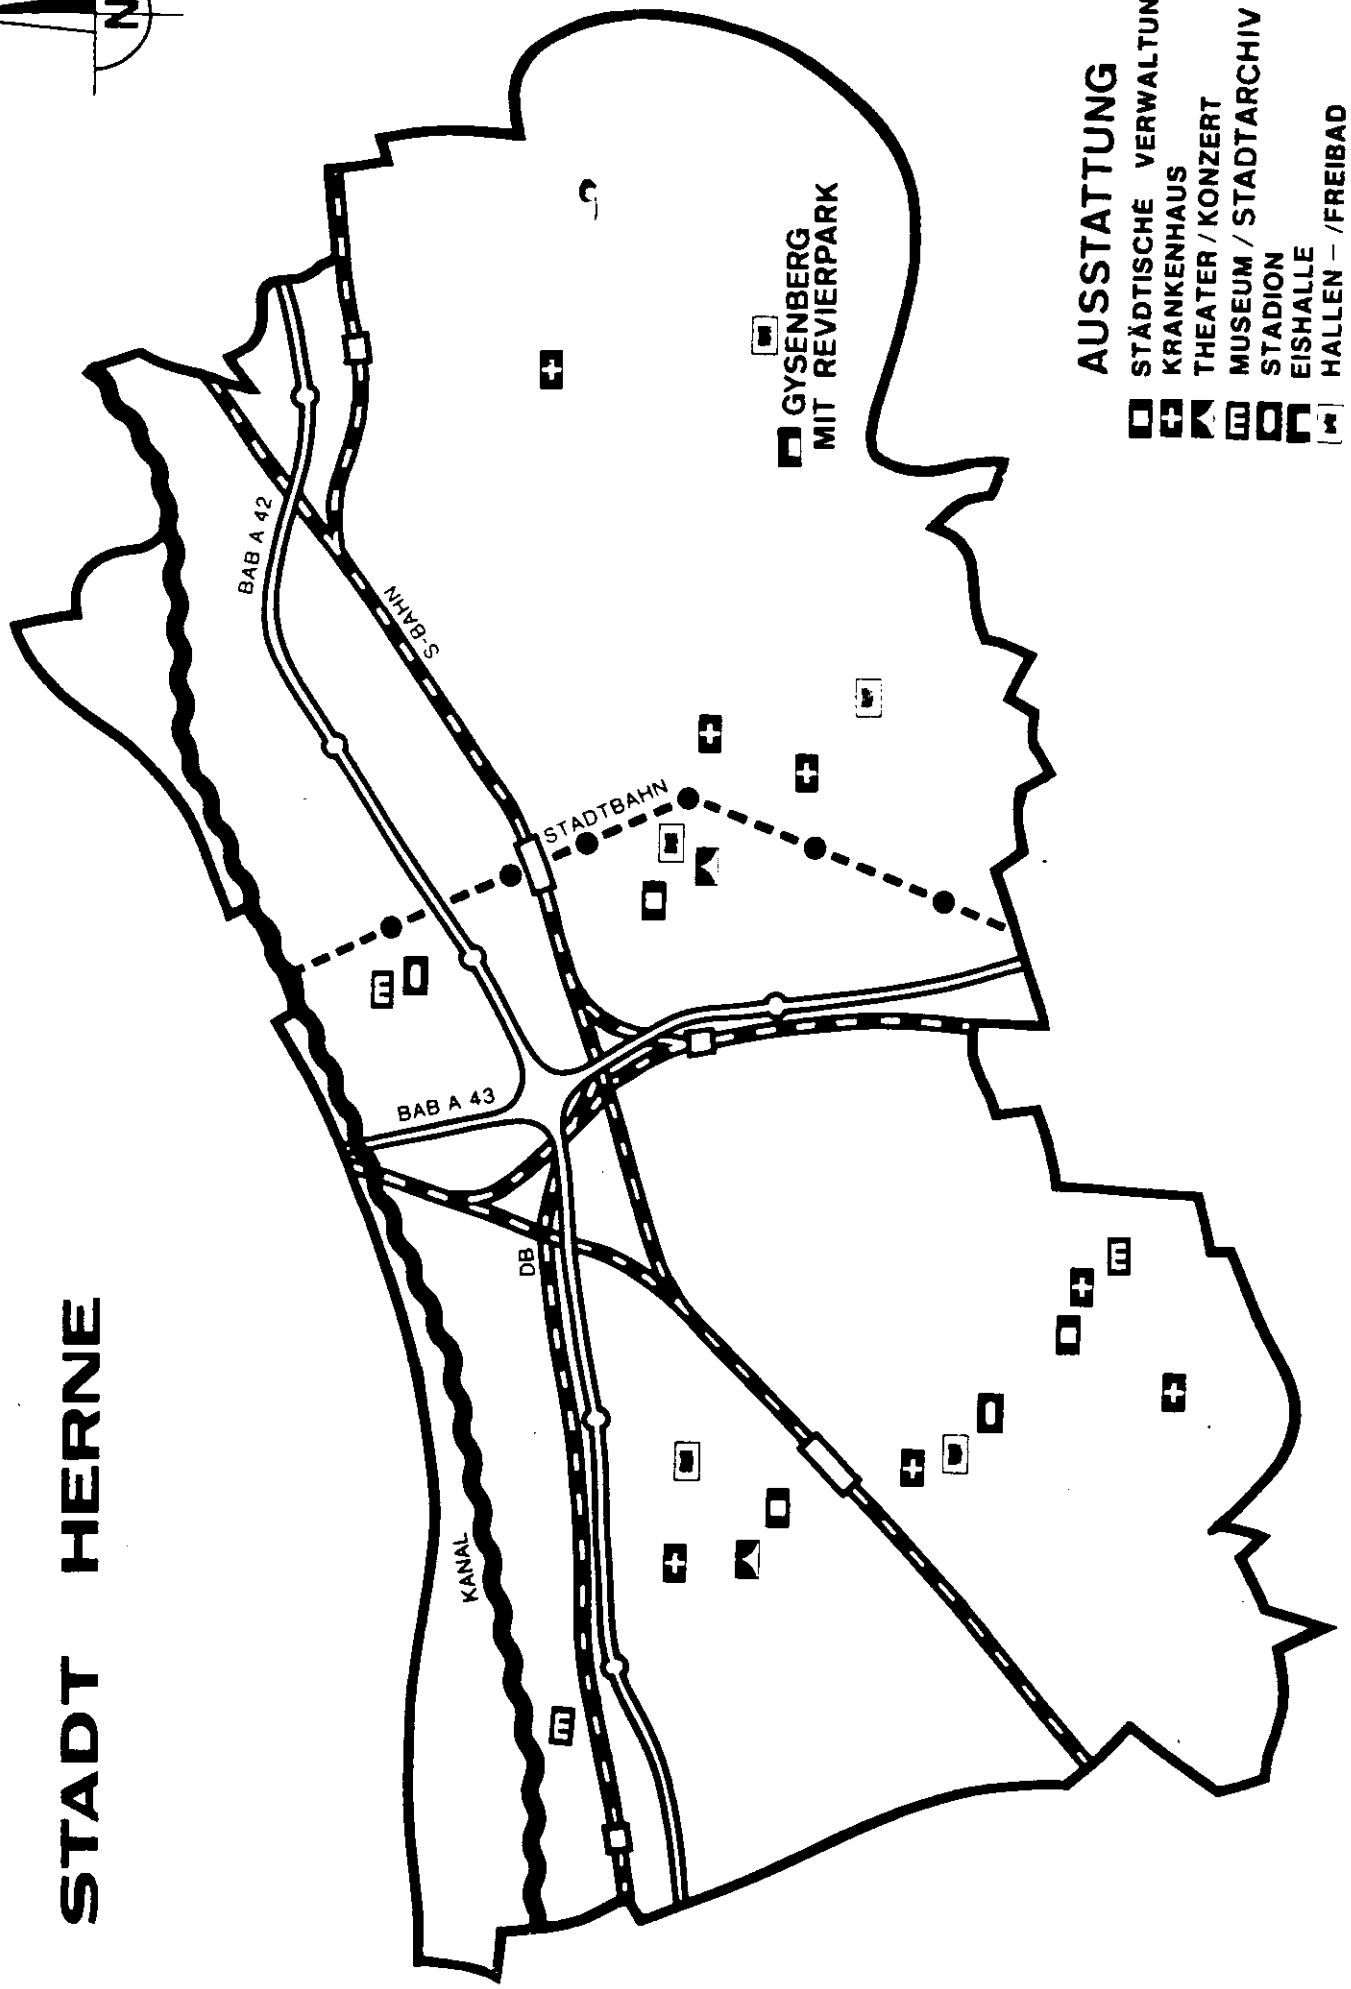 STADT HERNE
N
KANAL
BAB A 43
DB
BAB A 42
S-BAHN
STADTBAHN
GYSENBERG
MIT REVIERPARK
AUSSTATTUNG
STÄDTISCHE VERWALTUN
KRANKENHAUS
THEATER / KONZERT
MUSEUM / STADTARCHIV
STADION
EISHALLE
HALLEN - /FREIBAD